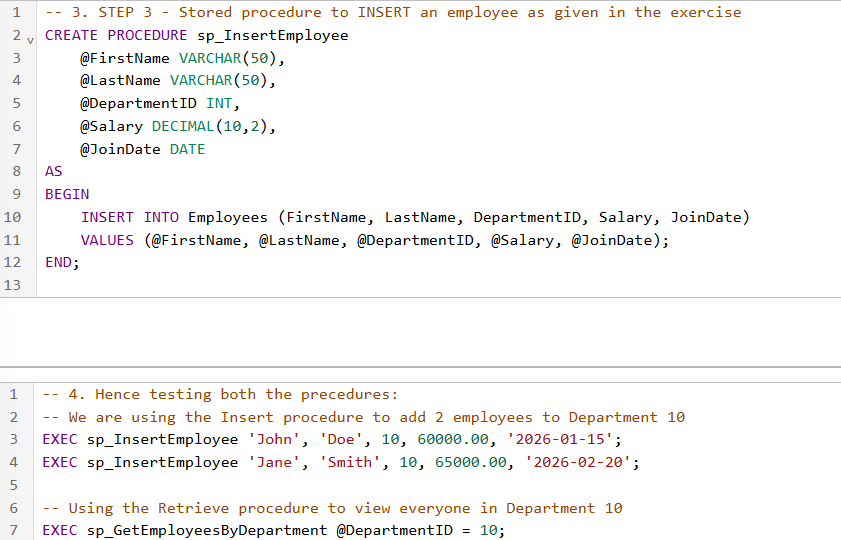 1 -- 3. STEP 3 - Stored procedure to INSERT an employee as given in the exercise
2 v CREATE PROCEDURE sp_InsertEmployee
3 @FirstName VARCHAR(50),
4 @LastName VARCHAR(50),
5 @DepartmentID INT,
6 @Salary DECIMAL(10,2),
7 @JoinDate DATE
8 AS
9 BEGIN
10 INSERT INTO Employees (FirstName, LastName, DepartmentID, Salary, JoinDate)
11 VALUES (@FirstName, @LastName, @DepartmentID, @Salary, @JoinDate);
12 END;
13
1 -- 4. Hence testing both the precedures:
2 -- We are using the Insert procedure to add 2 employees to Department 10
3 EXEC sp_InsertEmployee 'John', 'Doe', 10, 60000.00, '2026-01-15';
4 EXEC sp_InsertEmployee 'Jane', 'Smith', 10, 65000.00, '2026-02-20';
5
6 -- Using the Retrieve procedure to view everyone in Department 10
7 EXEC sp_GetEmployeesByDepartment @DepartmentID = 10;